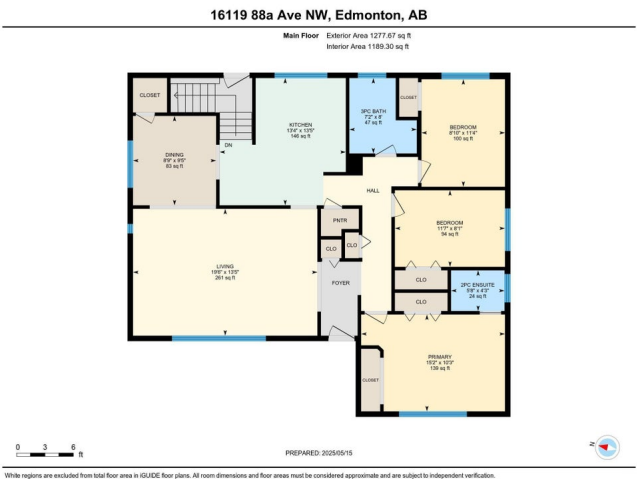 16119 88a Ave NW, Edmonton, AB
Main Floor Exterior Area 1277.67 sq ft
Interior Area 1189.30 sq ft
CLOSET
DN
KITCHEN
13'4" x 13'5"
146 sq ft
3PC BATH
7'2" x 8'
47 sq ft
CLOSET
BEDROOM
8'10" x 11'4"
100 sq ft
DINING
8'9" x 9'5"
83 sq ft
HALL
BEDROOM
11'7" x 8'1"
94 sq ft
PNTR
CLO
CLO
LIVING
19'6" x 13'5"
261 sq ft
FOYER
CLO
2PC ENSUITE
5'8" x 4'3"
24 sq ft
CLO
PRIMARY
15'2" x 10'3"
139 sq ft
CLOSET
0 3 6
ft
PREPARED: 2025/05/15
N
White regions are excluded from total floor area in iGUIDE floor plans. All room dimensions and floor areas must be considered approximate and are subject to independent verification.